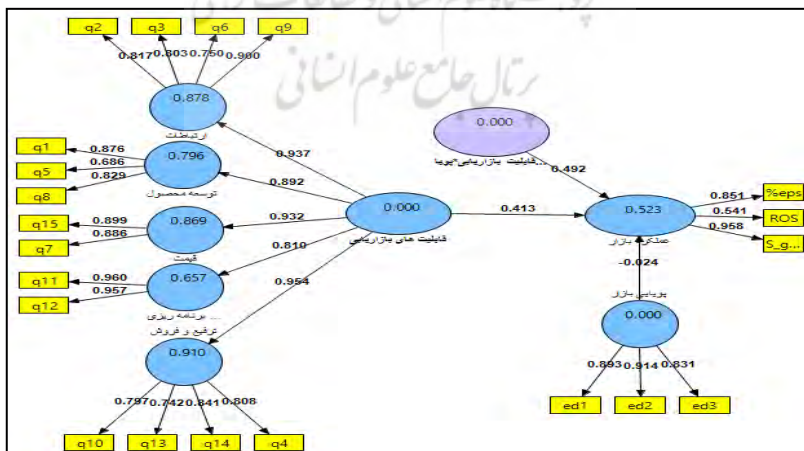 پرتال جامع علوم انسانی
q2 q3 q6 q9
0.817 0.803 0.750 0.900
0.878
ارتباطات
0.937
0.000
قابلیت بازاریابی*پویا...
0.492
q1
q5
q8
0.876
0.686
0.829
0.796
توسعه محصول
0.892
q15
q7
0.899
0.886
0.869
قیمت
0.932
0.000
قابلیت های بازاریابی
0.413
0.523
عملکرد بازار
0.851
0.541
0.958
%eps
ROS
S_g...
-0.024
q11
q12
0.960
0.957
0.657
برنامه ریزی ...
0.810
پویایی بازار
0.000
0.893 0.914 0.831
ed1 ed2 ed3
ترفیع و فروش
0.910
0.954
0.797 0.742 0.841 0.808
q10 q13 q14 q4